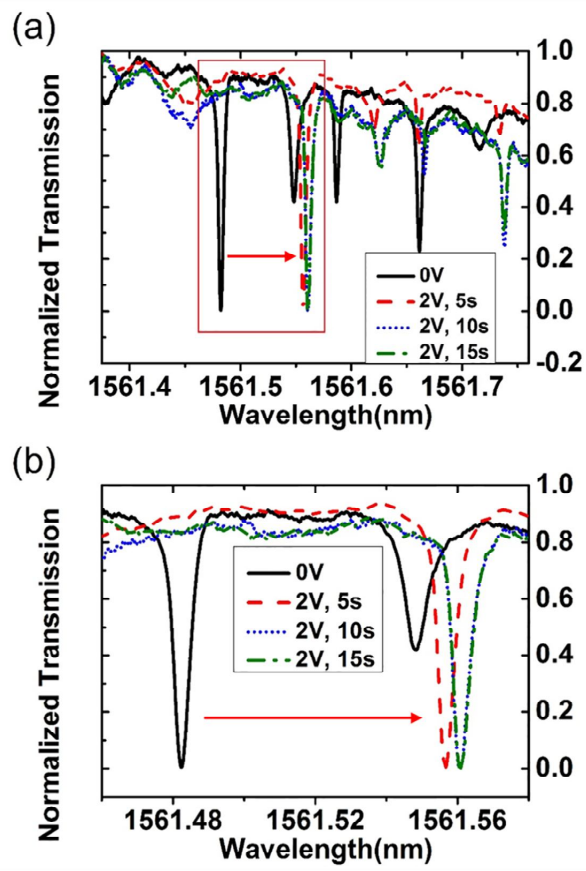 (a)
Normalized Transmission
1.0
0.8
0.6
0.4
0.2
0.0
-0.2
0V
2V, 5s
2V, 10s
2V, 15s
1561.4 1561.5 1561.6 1561.7
Wavelength(nm)
(b)
Normalized Transmission
1.0
0.8
0.6
0.4
0.2
0.0
0V
2V, 5s
2V, 10s
2V, 15s
1561.48 1561.52 1561.56
Wavelength(nm)